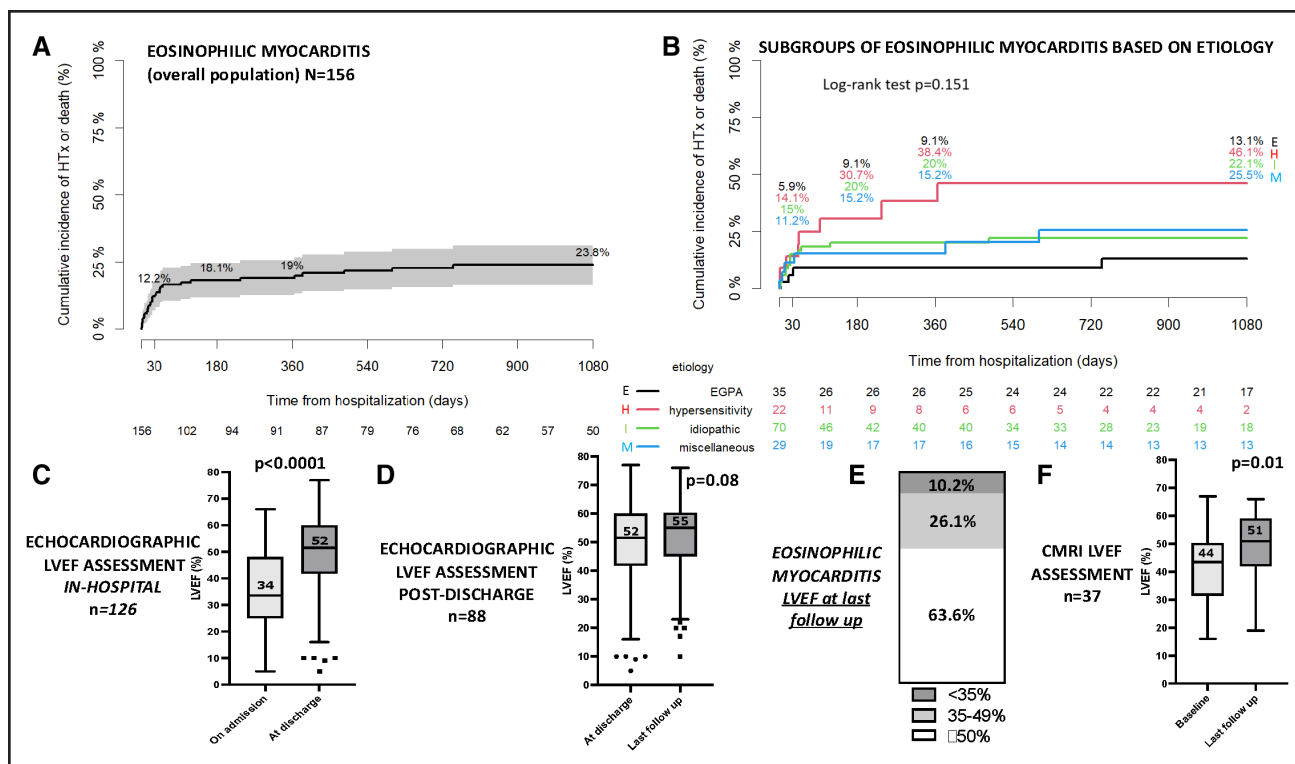 A
EOSINOPHILIC MYOCARDITIS
(overall population) N=156
Cumulative incidence of HTx or death (%)
100 %
75 %
50 %
25 %
0 %
12.2%
18.1%
19%
23.8%
30 180 360 540 720 900 1080
Time from hospitalization (days)
156 102 94 91 87 79 76 68 62 57 50
B
SUBGROUPS OF EOSINOPHILIC MYOCARDITIS BASED ON ETIOLOGY
Log-rank test p=0.151
Cumulative incidence of HTx or death (%)
100 %
75 %
50 %
25 %
0 %
5.9%
14.1%
15%
11.2%
9.1%
30.7%
20%
15.2%
9.1%
38.4%
20%
15.2%
13.1% E
46.1% H
22.1% I
25.5% M
30 180 360 540 720 900 1080
Time from hospitalization (days)
etiology
E EGPA 35 26 26 26 25 24 24 22 22 21 17
H hypersensitivity 22 11 9 8 6 6 5 4 4 4 2
I idiopathic 70 46 42 40 40 34 33 28 23 19 18
M miscellaneous 29 19 17 17 16 15 14 14 13 13 13
C
ECHOCARDIOGRAPHIC
LVEF ASSESSMENT
IN-HOSPITAL
n=126
p<0.0001
LVEF (%)
80
70
60
50
40
30
20
10
0
34
52
On admission
At discharge
D
ECHOCARDIOGRAPHIC
LVEF ASSESSMENT
POST-DISCHARGE
n=88
p=0.08
LVEF (%)
80
70
60
50
40
30
20
10
0
52
55
At discharge
Last follow up
E
EOSINOPHILIC
MYOCARDITIS
LVEF at last
follow up
10.2%
26.1%
63.6%
<35%
35-49%
□50%
F
CMRI LVEF
ASSESSMENT
n=37
p=0.01
LVEF (%)
80
70
60
50
40
30
20
10
0
44
51
Baseline
Last follow up